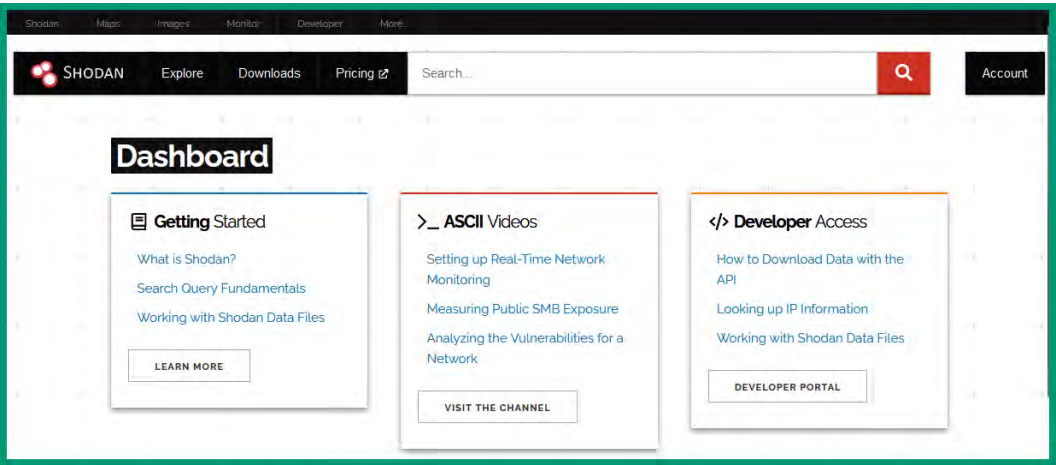 Shodan Maps Images Monitor Developer More...
SHODAN Explore Downloads Pricing Search... Account
Dashboard
Getting Started
What is Shodan?
Search Query Fundamentals
Working with Shodan Data Files
LEARN MORE
>_ ASCII Videos
Setting up Real-Time Network
Monitoring
Measuring Public SMB Exposure
Analyzing the Vulnerabilities for a
Network
VISIT THE CHANNEL
</> Developer Access
How to Download Data with the
API
Looking up IP Information
Working with Shodan Data Files
DEVELOPER PORTAL